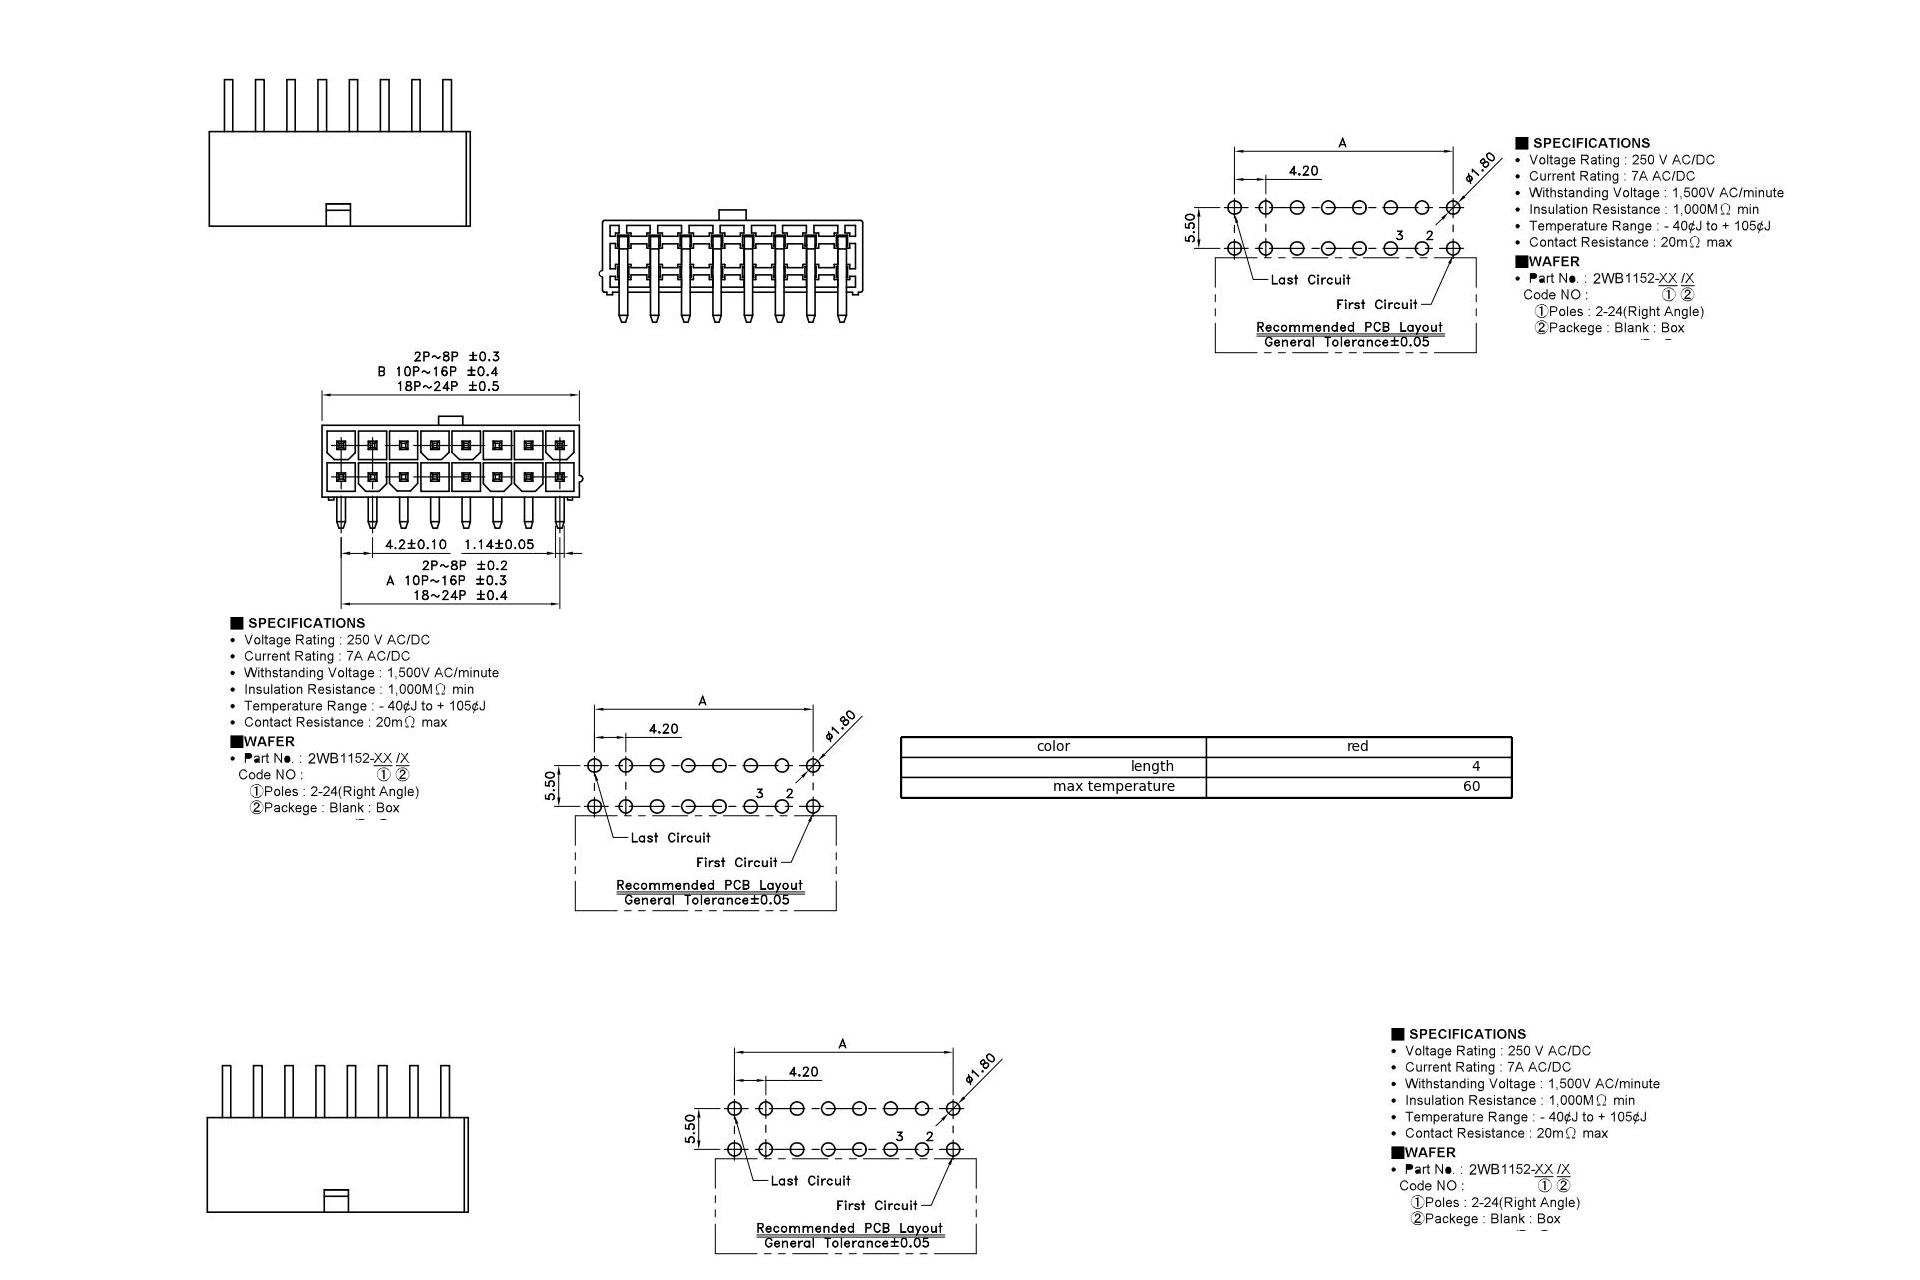 A
4.20
ø1.80
5.50
3 2
Last Circuit
First Circuit
Recommended PCB Layout
General Tolerance±0.05
■ SPECIFICATIONS
• Voltage Rating : 250 V AC/DC
• Current Rating : 7A AC/DC
• Withstanding Voltage : 1,500V AC/minute
• Insulation Resistance : 1,000MΩ min
• Temperature Range : - 40¢J to + 105¢J
• Contact Resistance : 20mΩ max
■WAFER
• Part No. : 2WB1152-XX /X
Code NO : ① ②
①Poles : 2-24(Right Angle)
②Packege : Blank : Box
2P~8P ±0.3
B 10P~16P ±0.4
18P~24P ±0.5
4.2±0.10 1.14±0.05
2P~8P ±0.2
A 10P~16P ±0.3
18~24P ±0.4
■ SPECIFICATIONS
• Voltage Rating : 250 V AC/DC
• Current Rating : 7A AC/DC
• Withstanding Voltage : 1,500V AC/minute
• Insulation Resistance : 1,000MΩ min
• Temperature Range : - 40¢J to + 105¢J
• Contact Resistance : 20mΩ max
■WAFER
• Part No. : 2WB1152-XX /X
Code NO : ① ②
①Poles : 2-24(Right Angle)
②Packege : Blank : Box
A
4.20
ø1.80
5.50
3 2
Last Circuit
First Circuit
Recommended PCB Layout
General Tolerance±0.05
color red
length 4
max temperature 60
A
4.20
ø1.80
5.50
3 2
Last Circuit
First Circuit
Recommended PCB Layout
General Tolerance±0.05
■ SPECIFICATIONS
• Voltage Rating : 250 V AC/DC
• Current Rating : 7A AC/DC
• Withstanding Voltage : 1,500V AC/minute
• Insulation Resistance : 1,000MΩ min
• Temperature Range : - 40¢J to + 105¢J
• Contact Resistance : 20mΩ max
■WAFER
• Part No. : 2WB1152-XX /X
Code NO : ① ②
①Poles : 2-24(Right Angle)
②Packege : Blank : Box